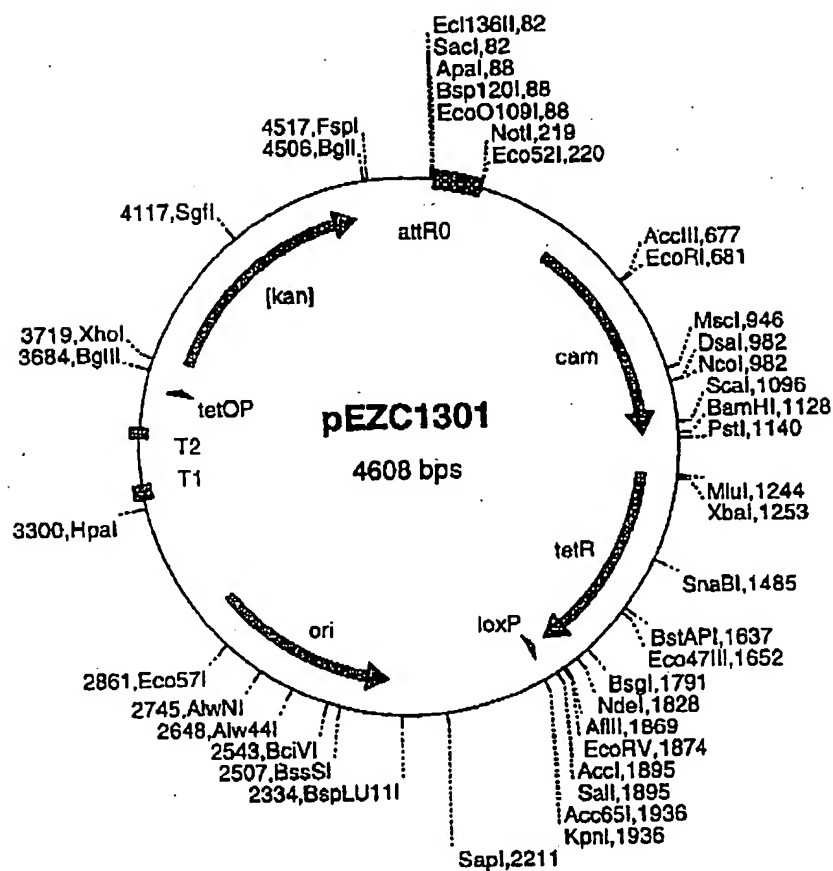 Ecl136II,82
SacI,82
ApaI,88
Bsp120I,88
EcoO109I,88
NotI,219
Eco52I,220
4517,FspI
4506,BglI
4117,SgfI
attR0
AccIII,677
EcoRI,681
[kan]
MscI,946
DsaI,982
NcoI,982
ScaI,1096
BamHI,1128
PstI,1140
cam
3719,XhoI
3684,BglII
tetOP
pEZC1301
4608 bps
T2
T1
MluI,1244
XbaI,1253
3300,HpaI
tetR
SnaBI,1485
loxP
ori
BstAPI,1637
Eco47III,1652
BsgI,1791
NdeI,1828
AflII,1869
EcoRV,1874
AccI,1895
SalI,1895
Acc65I,1936
KpnI,1936
2861,Eco57I
2745,AlwNI
2648,Alw44I
2543,BciVI
2507,BssSI
2334,BspLU11I
SapI,2211